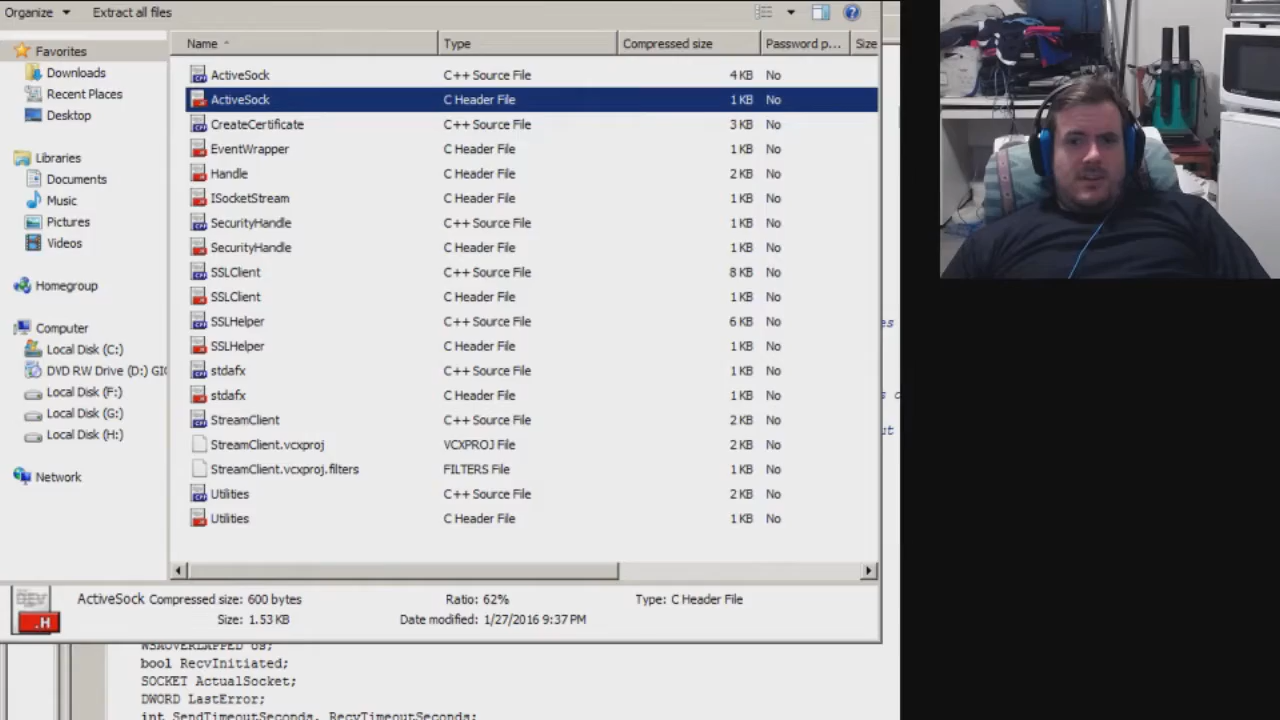 Organize Extract all files
Favorites
Downloads
Recent Places
Desktop
Libraries
Documents
Music
Pictures
Videos
Homegroup
Computer
Local Disk (C:)
DVD RW Drive (D:) GI
Local Disk (F:)
Local Disk (G:)
Local Disk (H:)
Network
Name Type Compressed size Password p... Size
ActiveSock C++ Source File 4 KB No
ActiveSock C Header File 1 KB No
CreateCertificate C++ Source File 3 KB No
EventWrapper C Header File 1 KB No
Handle C Header File 2 KB No
ISocketStream C Header File 1 KB No
SecurityHandle C++ Source File 1 KB No
SecurityHandle C Header File 1 KB No
SSLClient C++ Source File 8 KB No
SSLClient C Header File 1 KB No
SSLHelper C++ Source File 6 KB No
SSLHelper C Header File 1 KB No
stdafx C++ Source File 1 KB No
stdafx C Header File 1 KB No
StreamClient C++ Source File 2 KB No
StreamClient.vcxproj VCXPROJ File 2 KB No
StreamClient.vcxproj.filters FILTERS File 1 KB No
Utilities C++ Source File 2 KB No
Utilities C Header File 1 KB No
DEV
.H
ActiveSock Compressed size: 600 bytes Ratio: 62% Type: C Header File
Size: 1.53 KB Date modified: 1/27/2016 9:37 PM
bool RecvInitiated;
SOCKET ActualSocket;
DWORD LastError;
int SendTimeoutSeconds, RecvTimeoutSeconds;